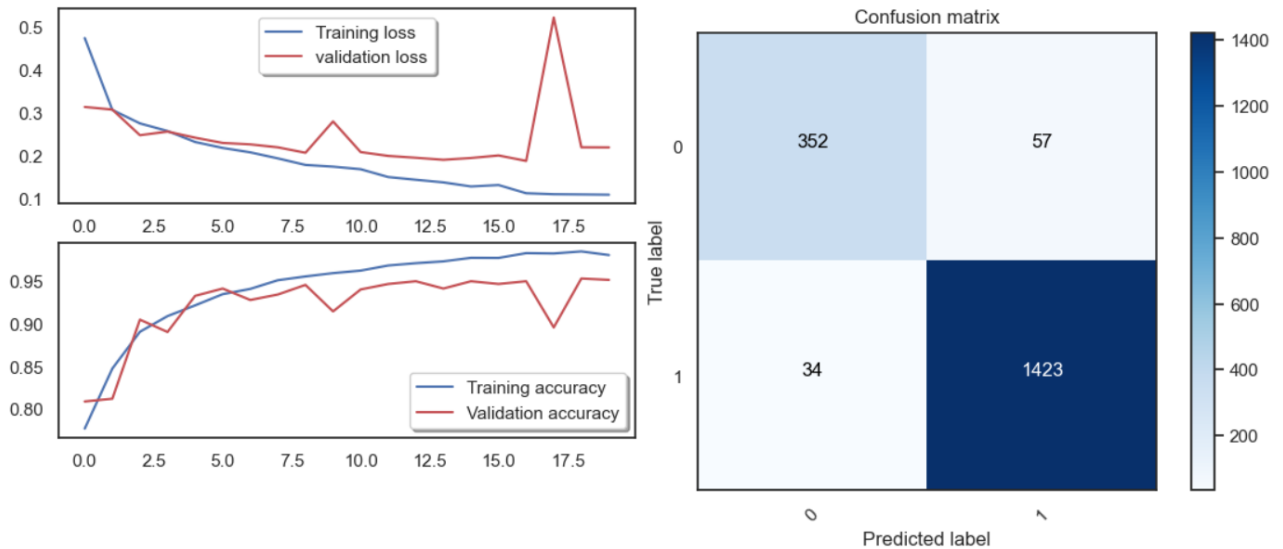 0.5
0.4
0.3
0.2
0.1
Training loss
validation loss
0.0 2.5 5.0 7.5 10.0 12.5 15.0 17.5
0.95
0.90
0.85
0.80
Training accuracy
Validation accuracy
0.0 2.5 5.0 7.5 10.0 12.5 15.0 17.5
Confusion matrix
True label
0
1
352 57
34 1423
0 1
Predicted label
1400
1200
1000
800
600
400
200